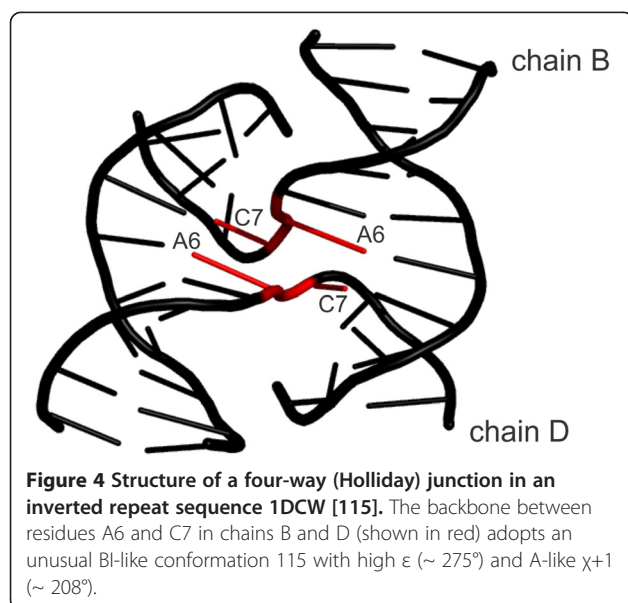 chain B
C7
A6
A6
C7
chain D
Figure 4 Structure of a four-way (Holliday) junction in an
inverted repeat sequence 1DCW [115]. The backbone between
residues A6 and C7 in chains B and D (shown in red) adopts an
unusual BI-like conformation 115 with high ε (~ 275°) and A-like χ+1
(~ 208°).